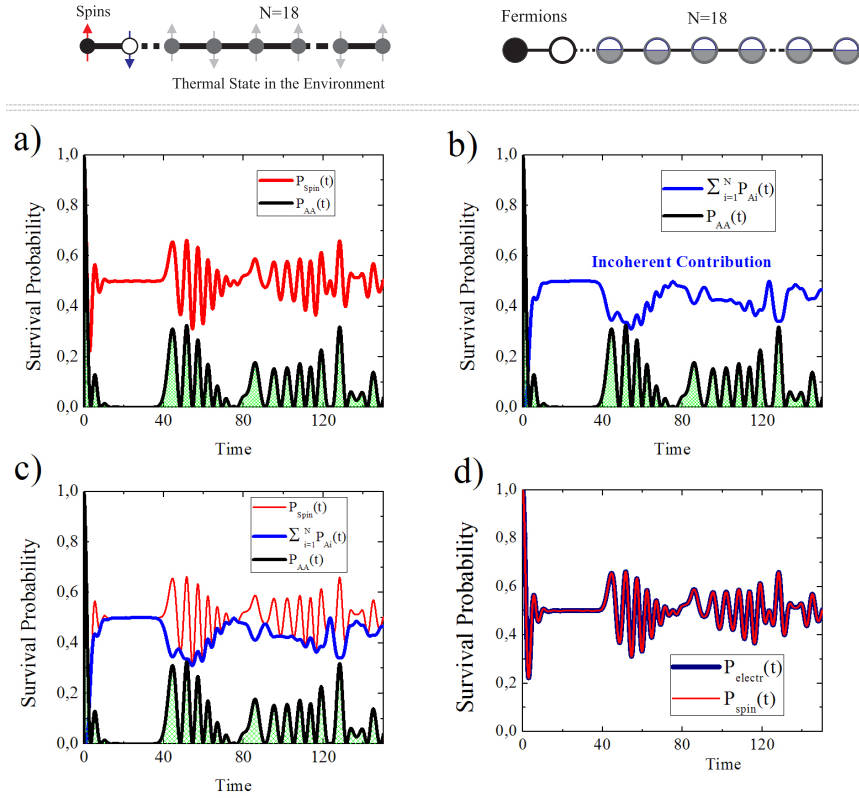 Spins
N=18
Thermal State in the Environment
Fermions
N=18
a)
Survival Probability
1,0
0,8
0,6
0,4
0,2
0,0
0 40 80 120
Time
P_Spin(t)
P_AA(t)
b)
Survival Probability
1,0
0,8
0,6
0,4
0,2
0,0
0 40 80 120
Time
∑_{i=1}^{N} P_Ai(t)
P_AA(t)
Incoherent Contribution
c)
Survival Probability
1,0
0,8
0,6
0,4
0,2
0,0
0 40 80 120
Time
P_Spin(t)
∑_{i=1}^{N} P_Ai(t)
P_AA(t)
d)
Survival Probability
1,0
0,8
0,6
0,4
0,2
0,0
0 40 80 120
Time
P_electr(t)
P_spin(t)